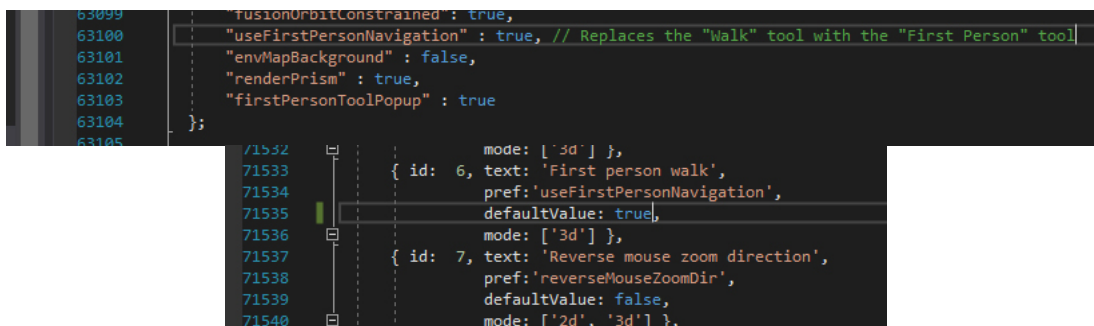 63099 "fusionOrbitConstrained": true,
63100 "useFirstPersonNavigation" : true, // Replaces the "Walk" tool with the "First Person" tool
63101 "envMapBackground" : false,
63102 "renderPrism" : true,
63103 "firstPersonToolPopup" : true
63104 };
63105
71532 mode: ['3d'] },
71533 { id: 6, text: 'First person walk',
71534 pref:'useFirstPersonNavigation',
71535 defaultValue: true,
71536 mode: ['3d'] },
71537 { id: 7, text: 'Reverse mouse zoom direction',
71538 pref:'reverseMouseZoomDir',
71539 defaultValue: false,
71540 mode: ['2d', '3d'] },